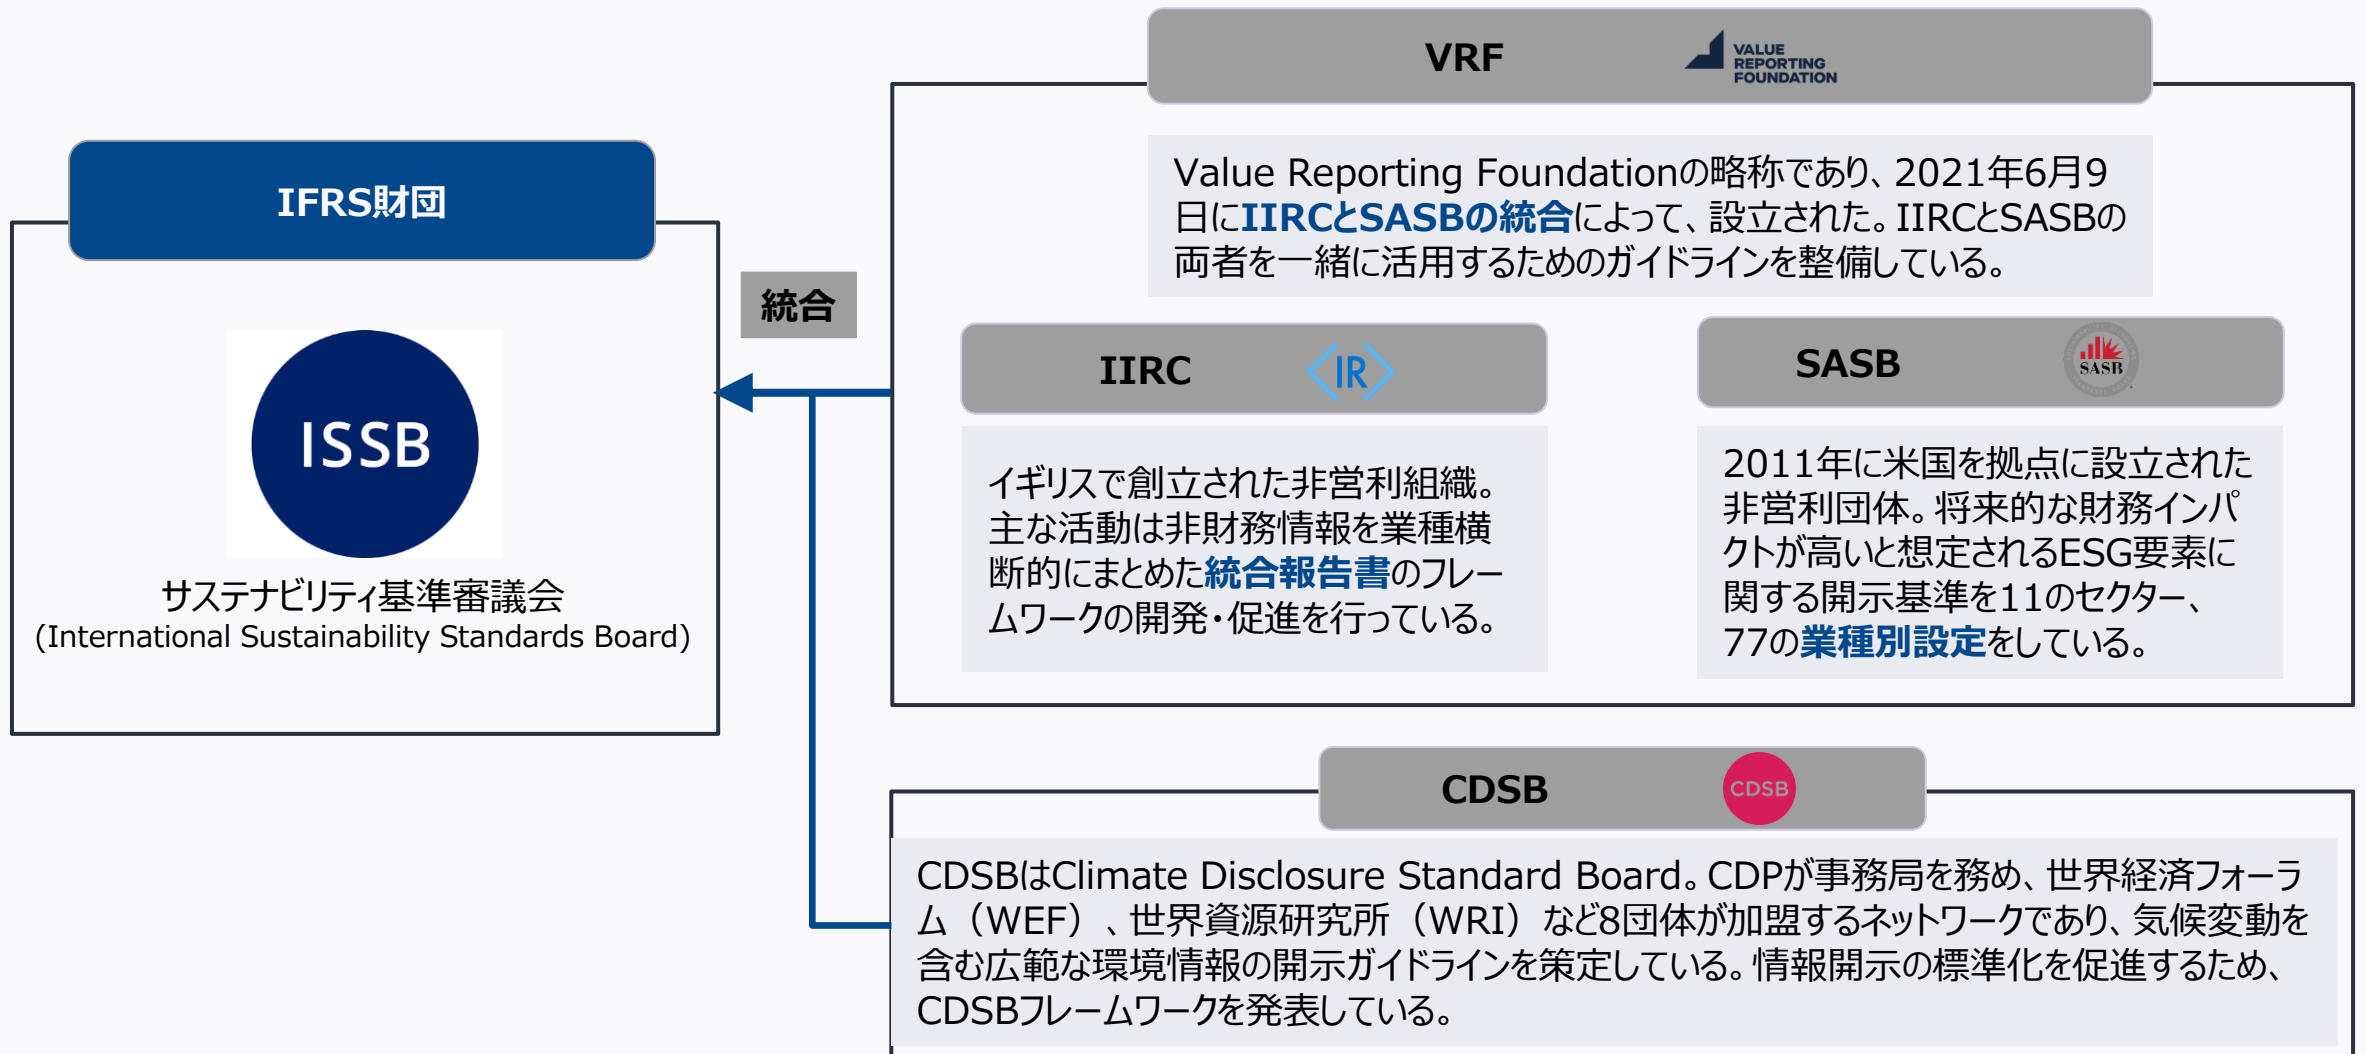 IFRS財団
ISSB
サステナビリティ基準審議会
(International Sustainability Standards Board)
統合
VRF
VALUE
REPORTING
FOUNDATION
Value Reporting Foundationの略称であり、2021年6月9
日にIIRCとSASBの統合によって、設立された。IIRCとSASBの
両者を一緒に活用するためのガイドラインを整備している。
IIRC
IR
イギリスで創立された非営利組織。
主な活動は非財務情報を業種横
断的にまとめた統合報告書のフレー
ムワークの開発・促進を行っている。
SASB
SASB
2011年に米国を拠点に設立された
非営利団体。将来的な財務インパ
クトが高いと想定されるESG要素に
関する開示基準を11のセクター、
77の業種別設定をしている。
CDSB
CDSB
CDSBはClimate Disclosure Standard Board。CDPが事務局を務め、世界経済フォーラ
ム（WEF）、世界資源研究所（WRI）など8団体が加盟するネットワークであり、気候変動を
含む広範な環境情報の開示ガイドラインを策定している。情報開示の標準化を促進するため、
CDSBフレームワークを発表している。